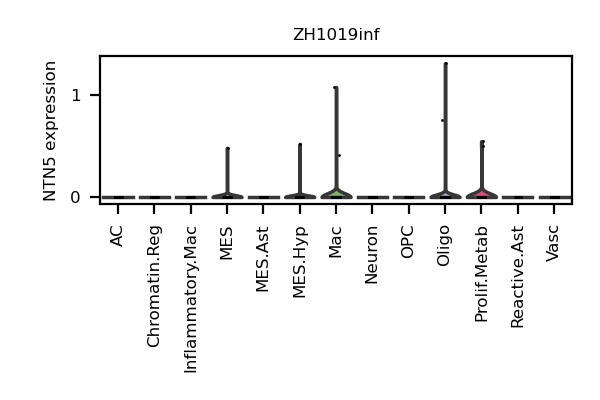 ZH1019inf
NTN5 expression
1
0
AC
Chromatin.Reg
Inflammatory.Mac
MES
MES.Ast
MES.Hyp
Mac
Neuron
OPC
Oligo
Prolif.Metab
Reactive.Ast
Vasc